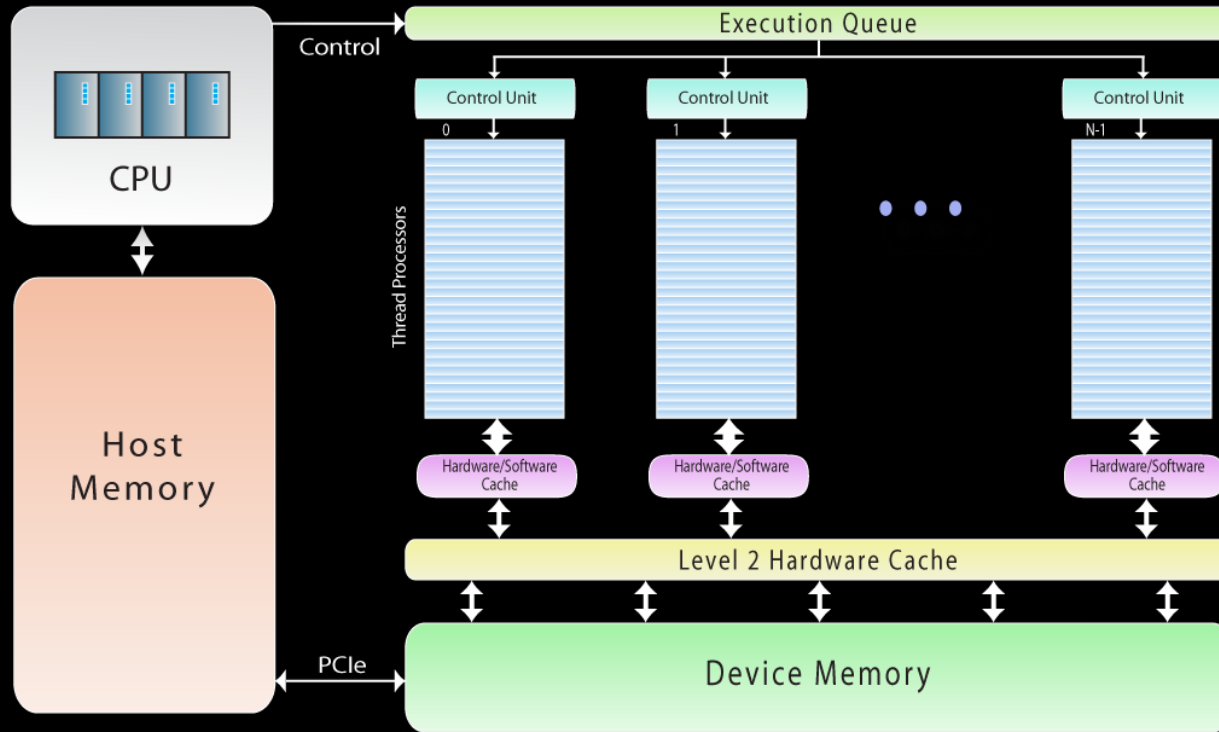 Execution Queue
Control
Control Unit
Control Unit
Control Unit
0
1
N-1
CPU
Thread Processors
Host
Memory
Hardware/Software
Cache
Hardware/Software
Cache
Hardware/Software
Cache
Level 2 Hardware Cache
PCIe
Device Memory